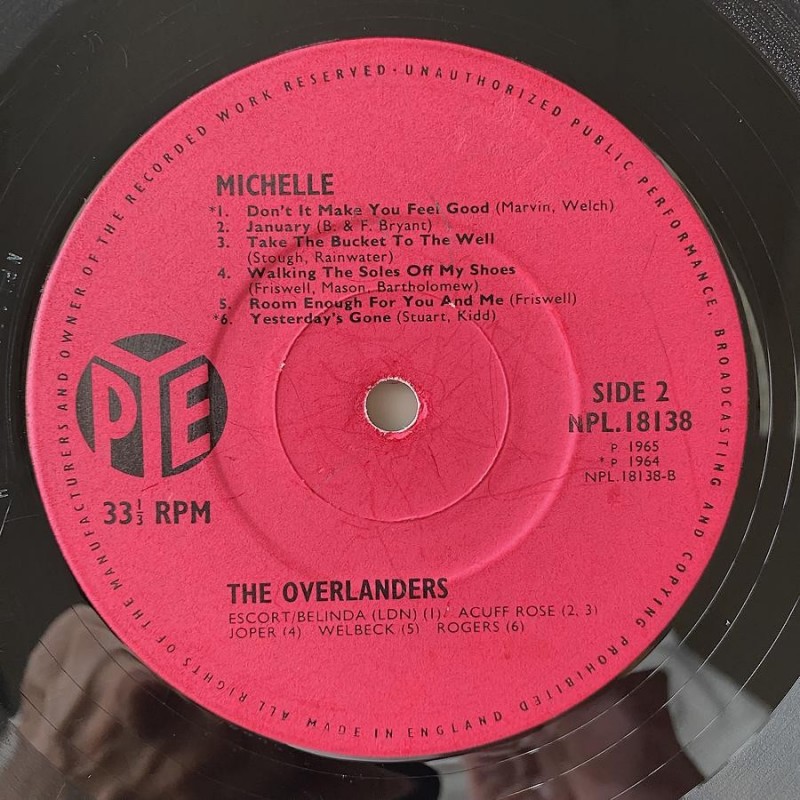 MANUFACTURERS AND OWNER OF THE RECORDED WORK RESERVED · UNAUTHORIZED PUBLIC PERFORMANCE, BROADCASTING AND COPYING PROHIBITED
MICHELLE
*1. Don't It Make You Feel Good (Marvin, Welch)
2. January (B. & F. Bryant)
3. Take The Bucket To The Well
(Stough, Rainwater)
4. Walking The Soles Off My Shoes
(Friswell, Mason, Bartholomew)
5. Room Enough For You And Me (Friswell)
*6. Yesterday's Gone (Stuart, Kidd)
PYE
SIDE 2
NPL.18138
P 1965
* P 1964
NPL.18138-B
33⅓ RPM
THE OVERLANDERS
ESCORT/BELINDA (LDN) (1) ACUFF ROSE (2, 3)
JOPER (4) WELBECK (5) ROGERS (6)
MADE IN ENGLAND
ALL RIGHTS OF THE